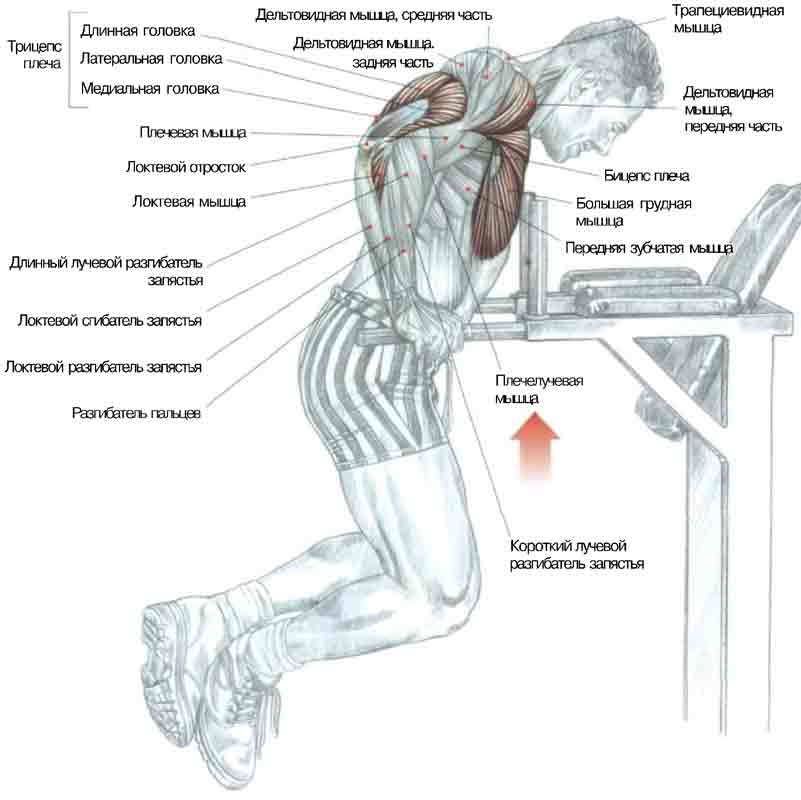 Дельтовидная мышца, средняя часть
Трапециевидная
мышца
Трицепс
плеча
Длинная головка
Латеральная головка
Медиальная головка
Дельтовидная мышца.
задняя часть
Дельтовидная
мышца,
передняя часть
Плечевая мышца
Локтевой отросток
Локтевая мышца
Бицепс плеча
Большая грудная
мышца
Передняя зубчатая мышца
Длинный лучевой разгибатель
запястья
Локтевой сгибатель запястья
Локтевой разгибатель запястья
Разгибатель пальцев
Плечелучевая
мышца
Короткий лучевой
разгибатель запястья